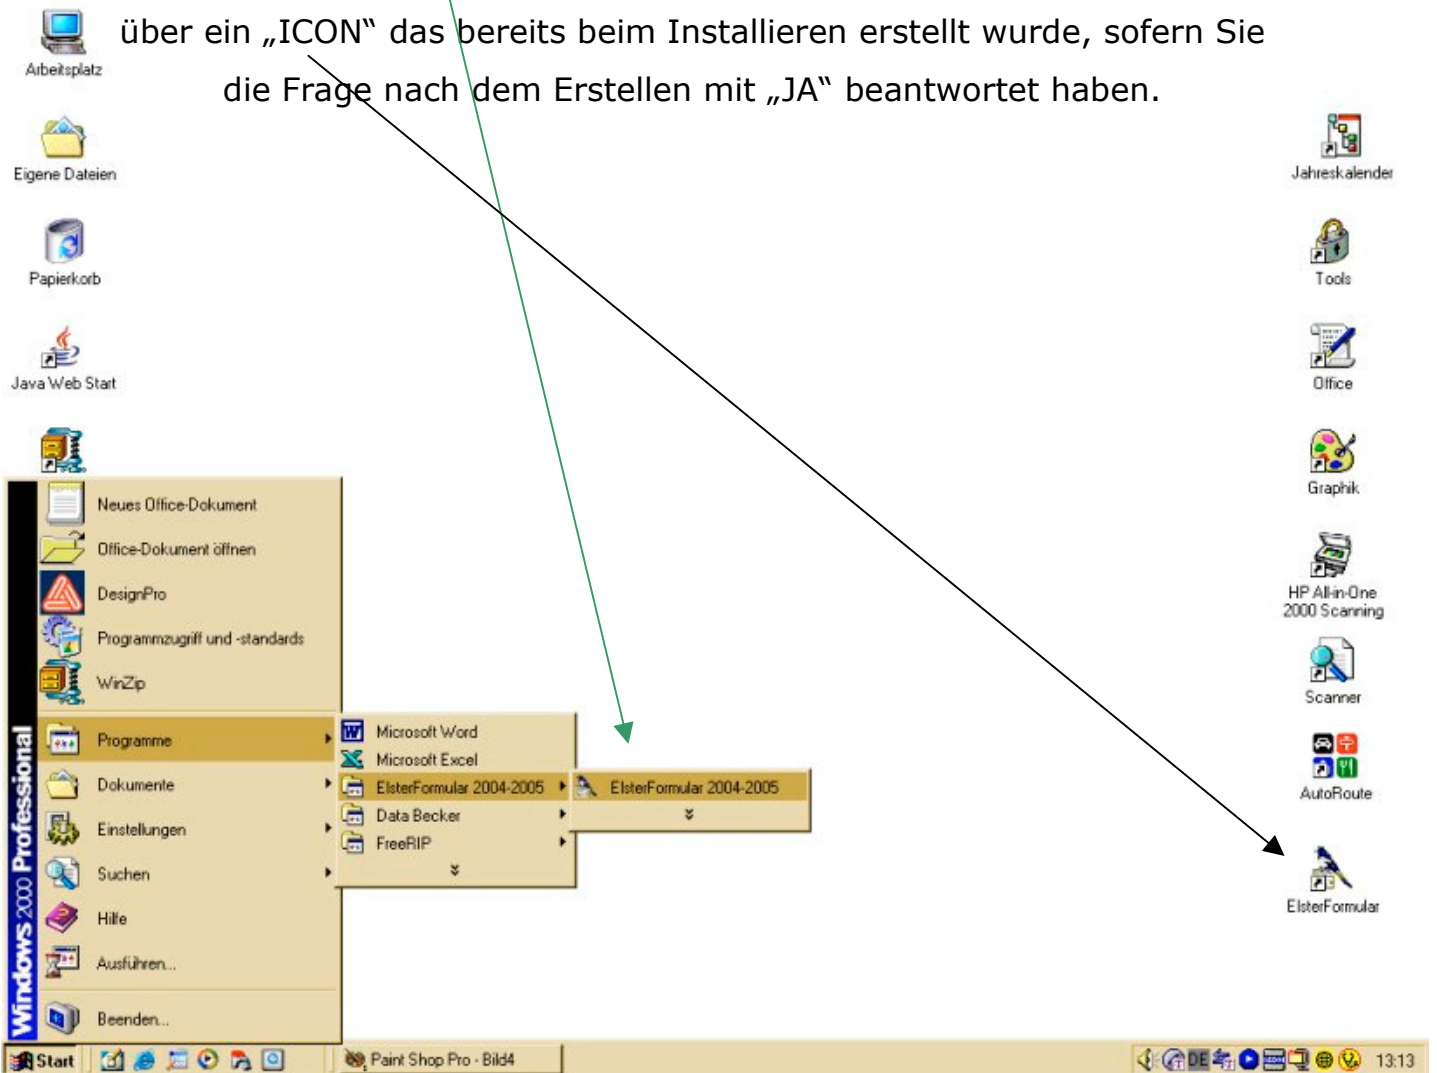 über ein „ICON“ das bereits beim Installieren erstellt wurde, sofern Sie
die Frage nach dem Erstellen mit „JA“ beantwortet haben.
Arbeitsplatz
Eigene Dateien
Papierkorb
Java Web Start
Jahreskalender
Tools
Office
Graphik
HP All-in-One
2000 Scanning
Scanner
AutoRoute
ElsterFormular
Windows 2000 Professional
Neues Office-Dokument
Office-Dokument öffnen
DesignPro
Programmzugriff und -standards
WinZip
Programme
Dokumente
Einstellungen
Suchen
Hilfe
Ausführen...
Beenden...
Microsoft Word
Microsoft Excel
ElsterFormular 2004-2005
Data Becker
FreeRIP
ElsterFormular 2004-2005
Start
Paint Shop Pro - Bild4
DE
13:13